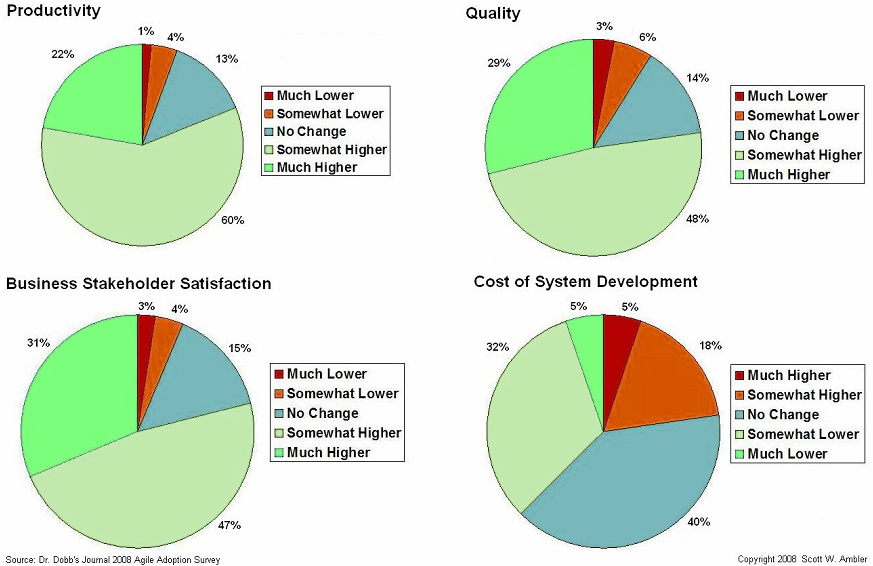 Productivity
1%
4%
13%
60%
22%
Much Lower
Somewhat Lower
No Change
Somewhat Higher
Much Higher
Quality
3%
6%
14%
48%
29%
Much Lower
Somewhat Lower
No Change
Somewhat Higher
Much Higher
Business Stakeholder Satisfaction
3%
4%
15%
47%
31%
Much Lower
Somewhat Lower
No Change
Somewhat Higher
Much Higher
Cost of System Development
5%
18%
40%
32%
5%
Much Higher
Somewhat Higher
No Change
Somewhat Lower
Much Lower
Source: Dr. Dobb's Journal 2008 Agile Adoption Survey
Copyright 2008 Scott W. Ambler